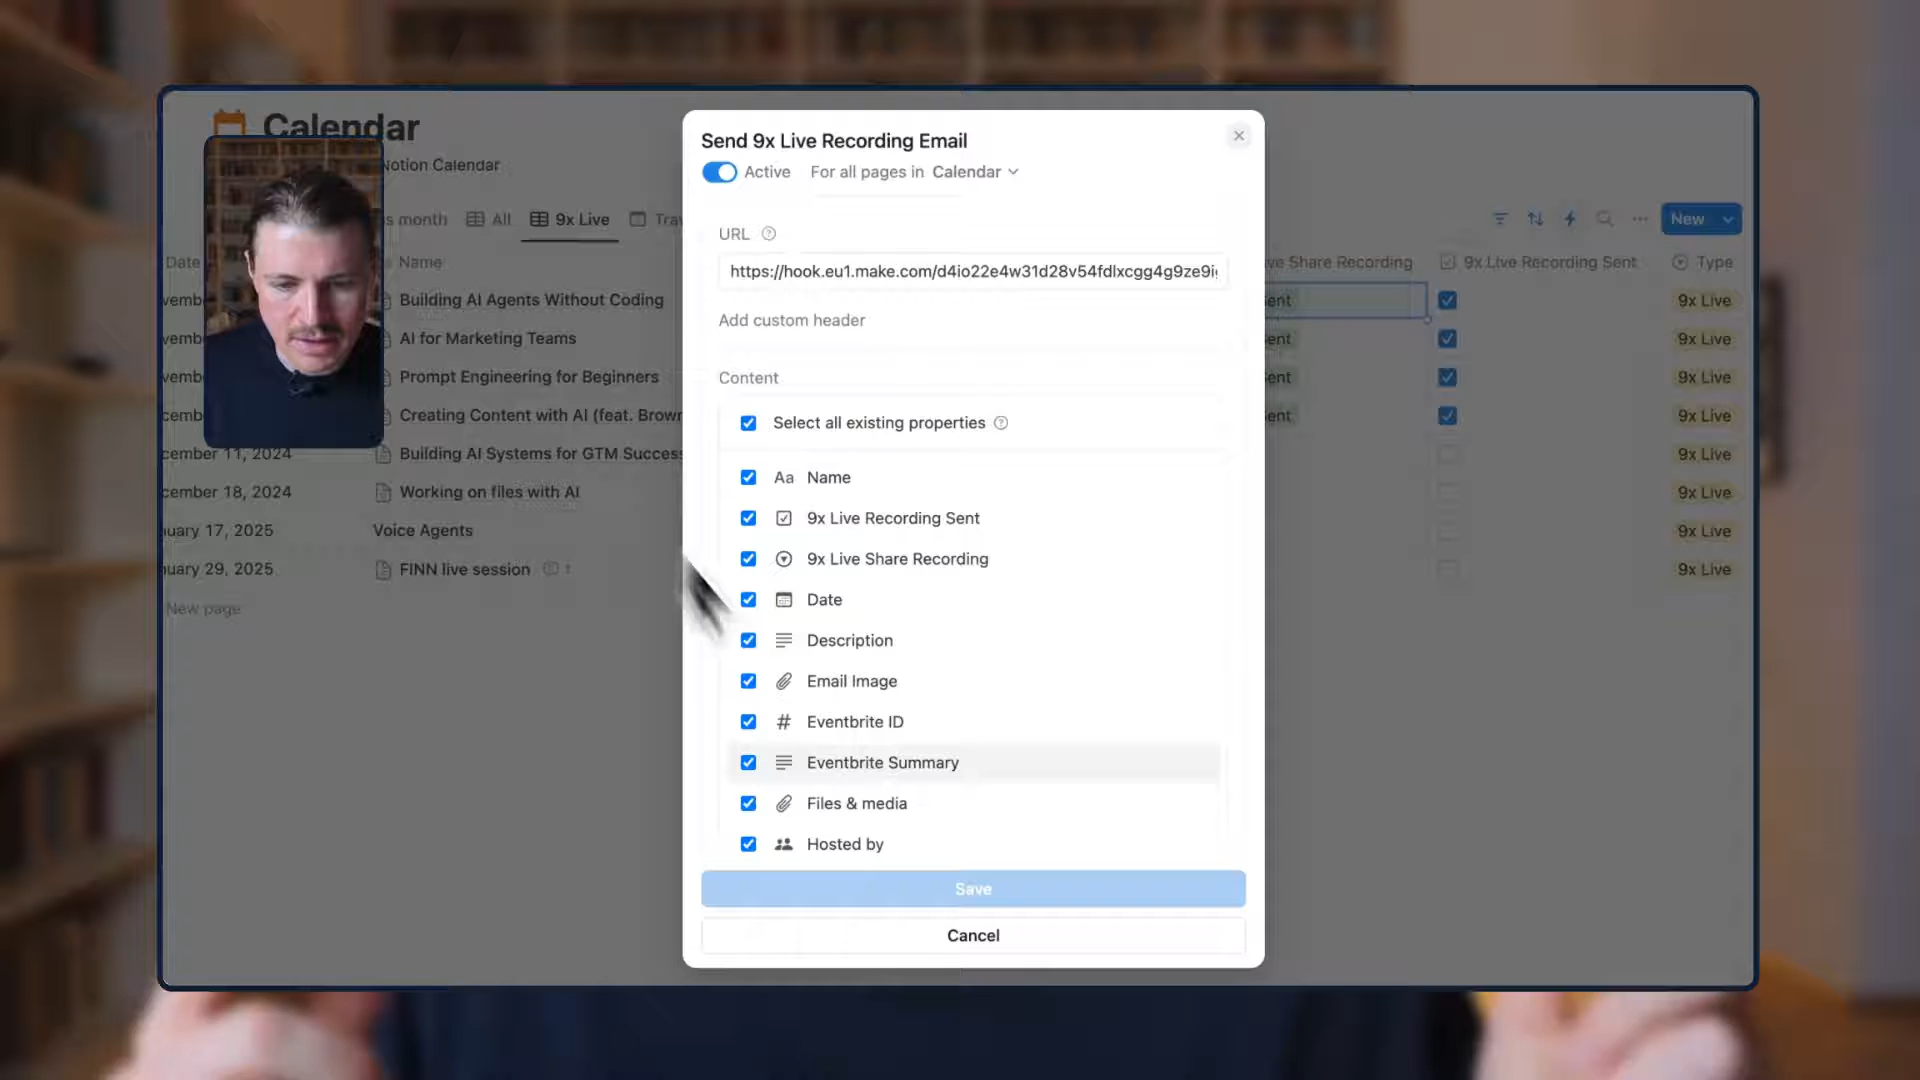 Calendar
Notion Calendar
s month All 9x Live Trav
New
Date Name
ve Share Recording 9x Live Recording Sent Type
vemb Building AI Agents Without Coding ent 9x Live
vemb AI for Marketing Teams ent 9x Live
vemb Prompt Engineering for Beginners ent 9x Live
cemb Creating Content with AI (feat. Brow ent 9x Live
cember 11, 2024 Building AI Systems for GTM Success 9x Live
cember 18, 2024 Working on files with AI 9x Live
uary 17, 2025 Voice Agents 9x Live
uary 29, 2025 FINN live session 1 9x Live
New page
Send 9x Live Recording Email
Active For all pages in Calendar
URL
https://hook.eu1.make.com/d4io22e4w31d28v54fdlxcgg4g9ze9i
Add custom header
Content
Select all existing properties
Aa Name
9x Live Recording Sent
9x Live Share Recording
Date
Description
Email Image
# Eventbrite ID
Eventbrite Summary
Files & media
Hosted by
Save
Cancel